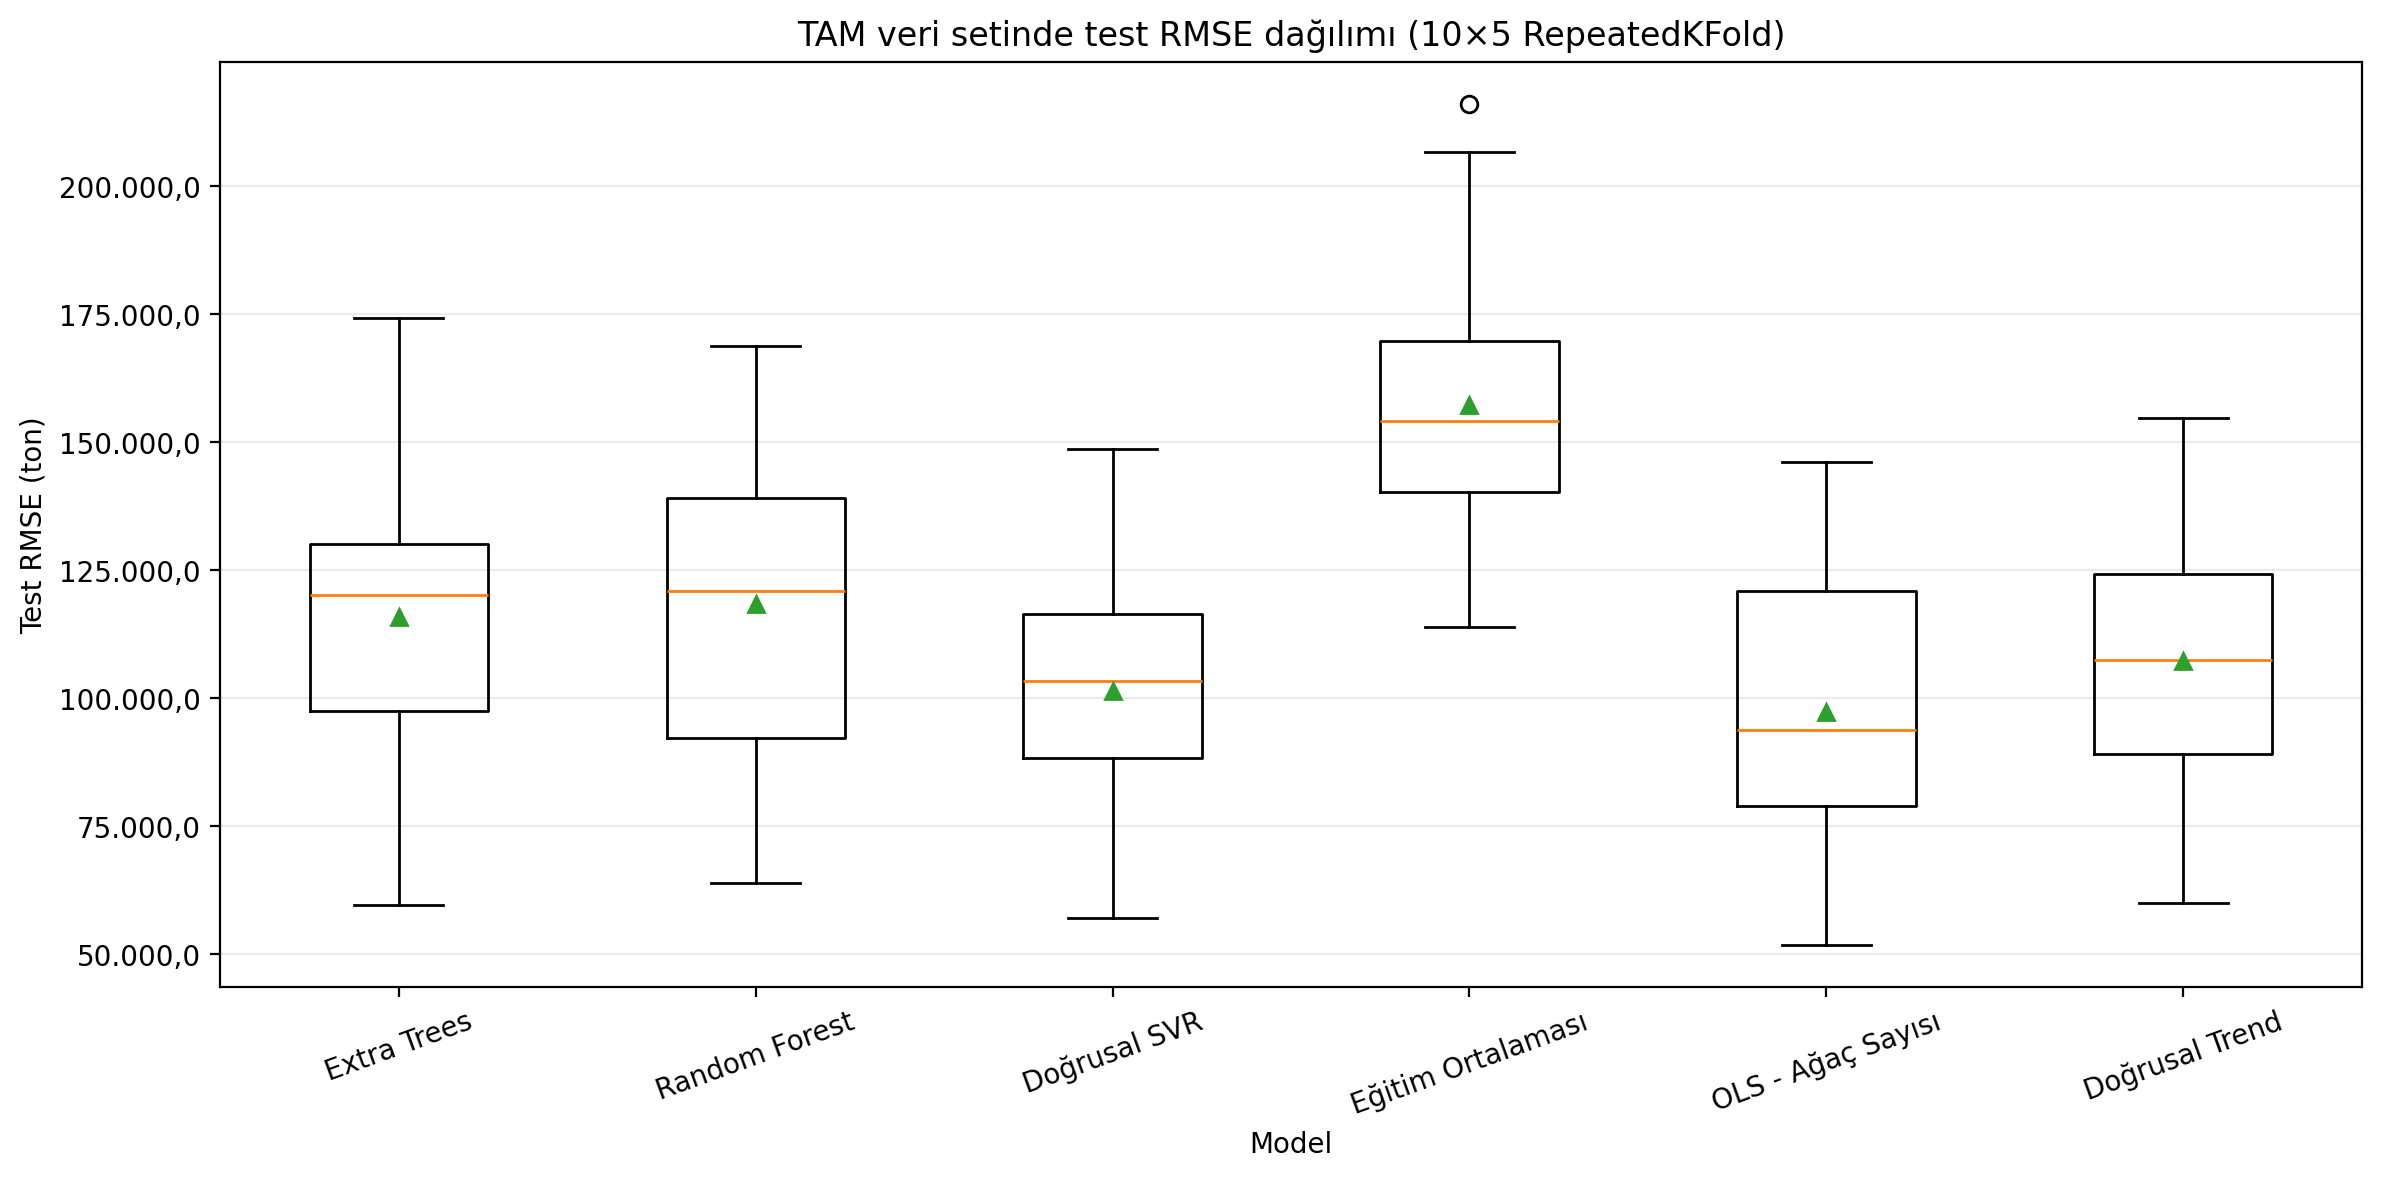 TAM veri setinde test RMSE dağılımı (10×5 RepeatedKFold)
Test RMSE (ton)
200.000,0
175.000,0
150.000,0
125.000,0
100.000,0
75.000,0
50.000,0
Extra Trees
Random Forest
Doğrusal SVR
Eğitim Ortalaması
OLS - Ağaç Sayısı
Doğrusal Trend
Model